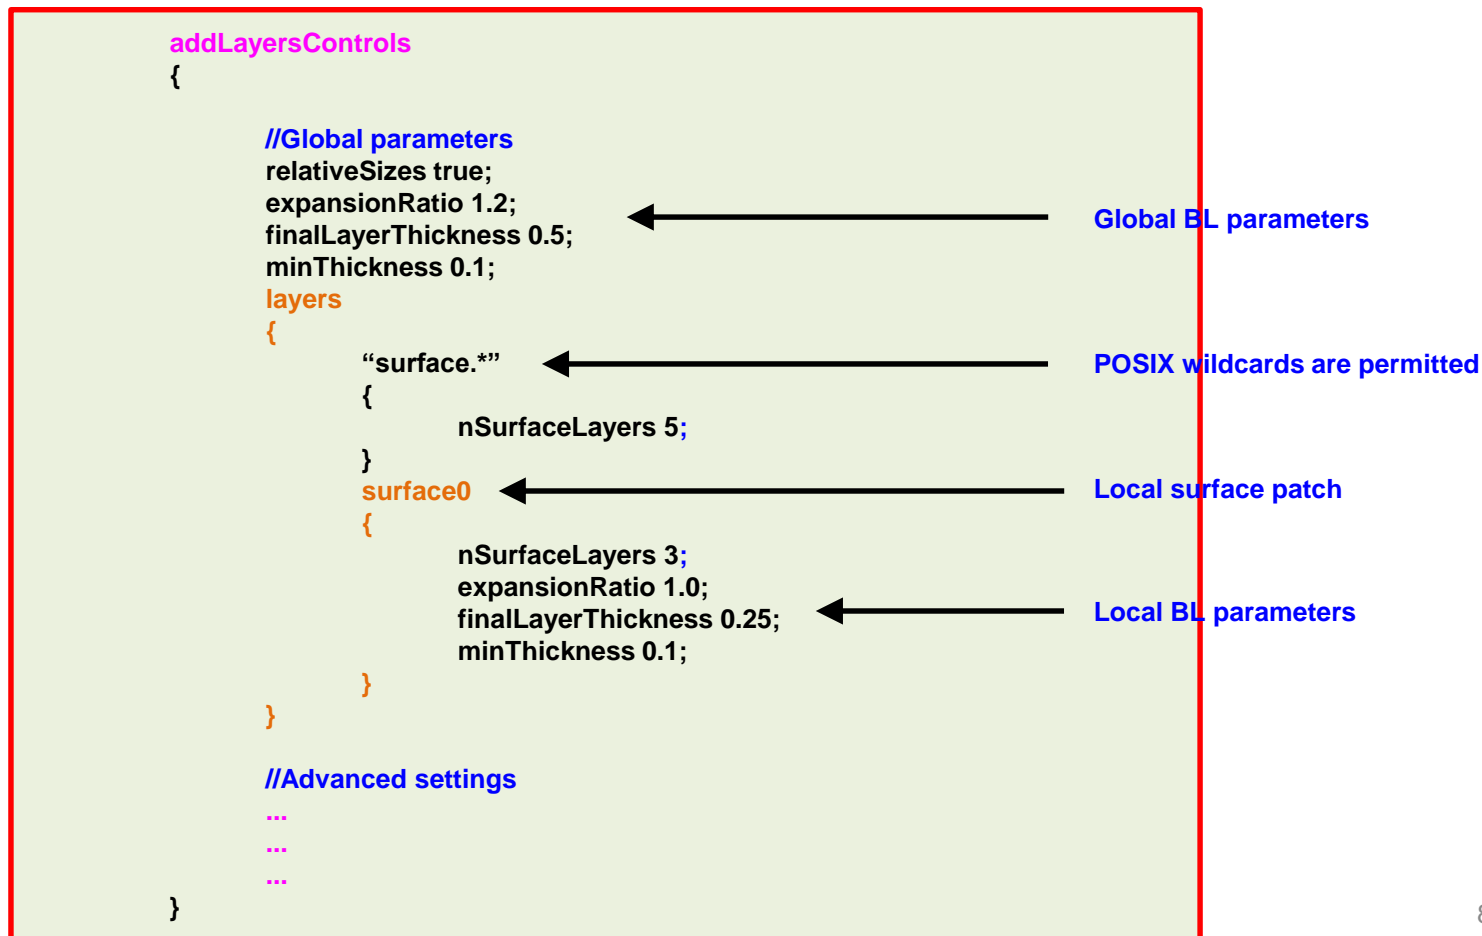 addLayersControls
{
//Global parameters
relativeSizes true;
expansionRatio 1.2;
finalLayerThickness 0.5;
Global BL parameters
minThickness 0.1;
layers
{
“surface.*”
POSIX wildcards are permitted
{
nSurfaceLayers 5;
}
surface0
Local surface patch
{
nSurfaceLayers 3;
expansionRatio 1.0;
finalLayerThickness 0.25;
Local BL parameters
minThickness 0.1;
}
}
//Advanced settings
...
...
...
}